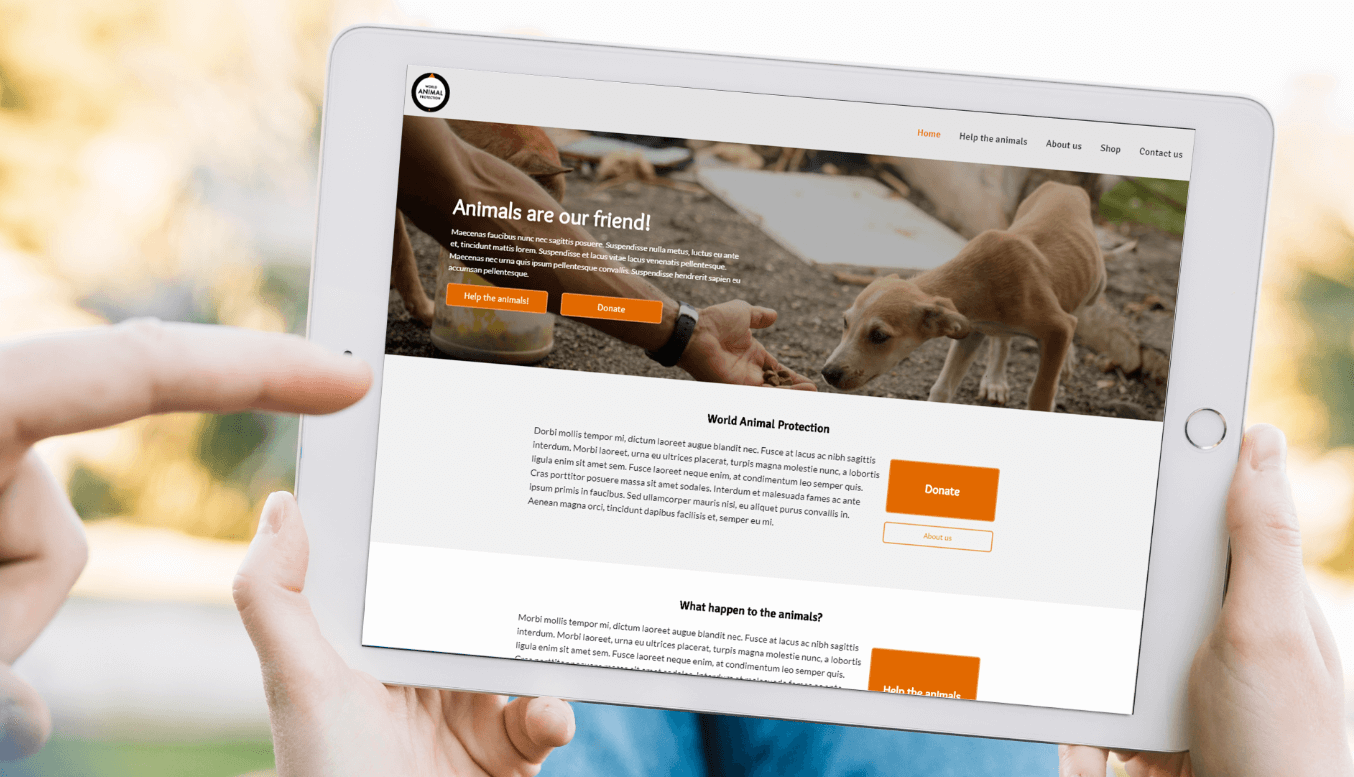 WORLD
ANIMAL
PROTECTION
Home
Help the animals
About us
Shop
Contact us
Animals are our friend!
Maecenas faucibus nunc nec sagittis posuere. Suspendisse nulla metus, luctus eu ante
et, tincidunt mattis lorem. Suspendisse et lacus vitae lacus venenatis pellentesque.
Maecenas nec urna quis ipsum pellentesque convallis. Suspendisse hendrerit sapien eu
accumsan pellentesque.
Help the animals!
Donate
World Animal Protection
Dorbi mollis tempor mi, dictum laoreet augue blandit nec. Fusce at lacus ac nibh sagittis
interdum. Morbi laoreet, urna eu ultrices placerat, turpis magna molestie nunc, a lobortis
ligula enim sit amet sem. Fusce laoreet neque enim, at condimentum leo semper quis.
Cras porttitor posuere massa sit amet sodales. Interdum et malesuada fames ac ante
ipsum primis in faucibus. Sed ullamcorper mauris nisi, eu aliquet purus convallis in.
Aenean magna orci, tincidunt dapibus facilisis et, semper eu mi.
Donate
About us
What happen to the animals?
Morbi mollis tempor mi, dictum laoreet augue blandit nec. Fusce at lacus ac nibh sagittis
interdum. Morbi laoreet, urna eu ultrices placerat, turpis magna molestie nunc, a lobortis
ligula enim sit amet sem. Fusce laoreet neque enim, at condimentum leo semper quis.
Help the animals